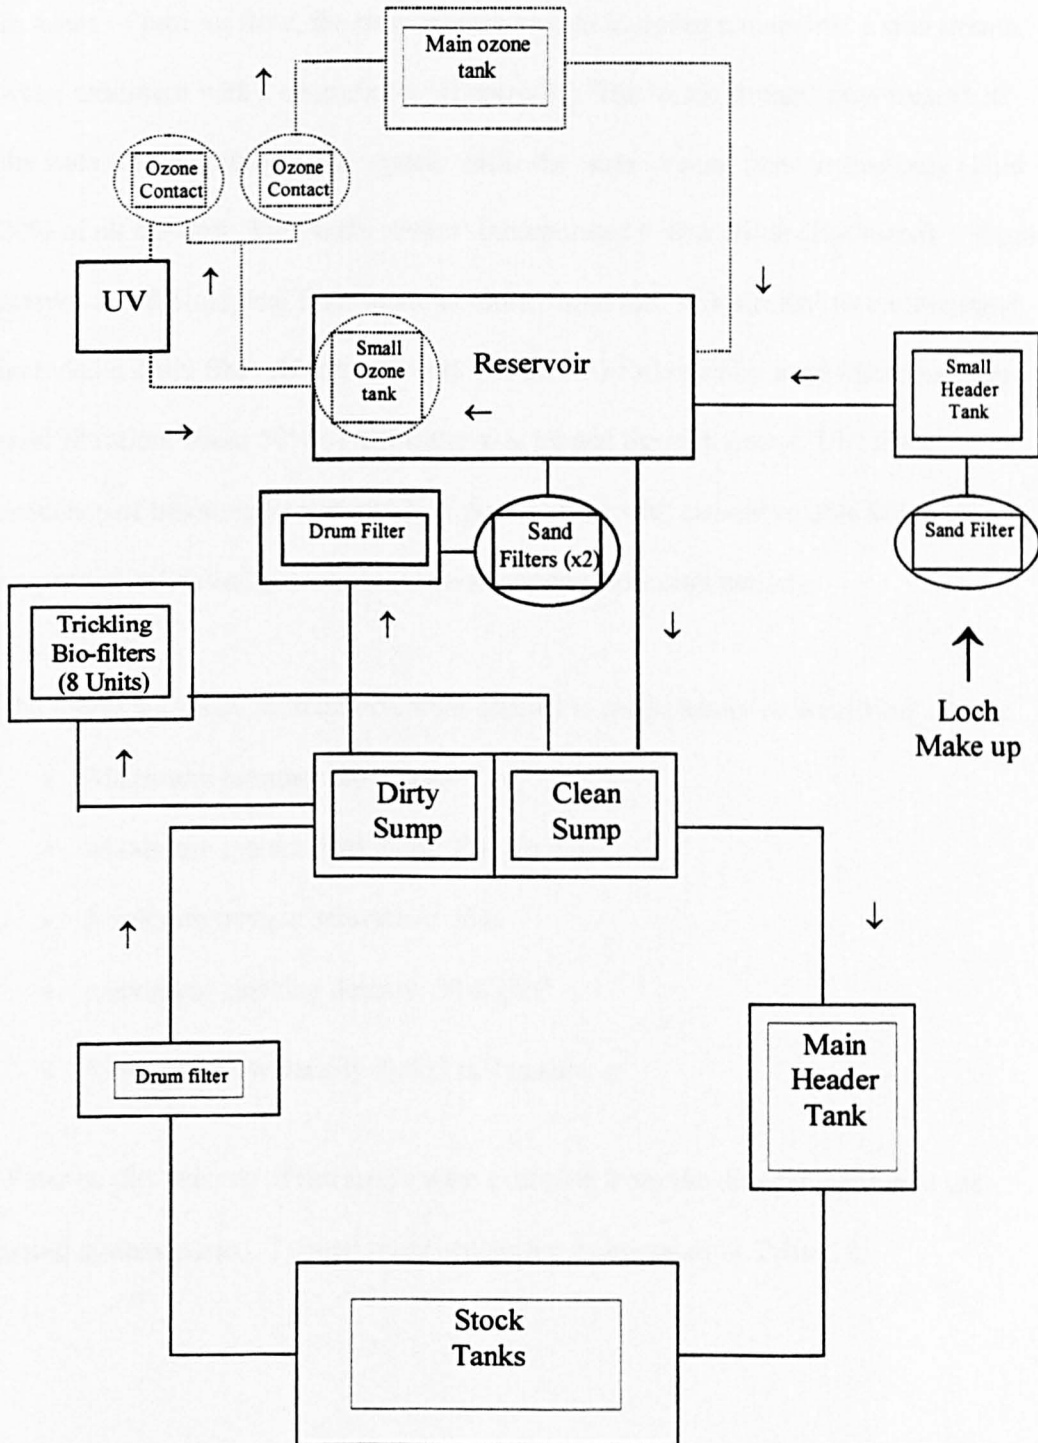 Main ozone
tank
Ozone
Contact
Ozone
Contact
UV
Small
Ozone
tank
Reservoir
Small
Header
Tank
Drum Filter
Sand
Filters (x2)
Sand Filter
Trickling
Bio-filters
(8 Units)
Loch
Make up
Dirty
Sump
Clean
Sump
Drum filter
Main
Header
Tank
Stock
Tanks